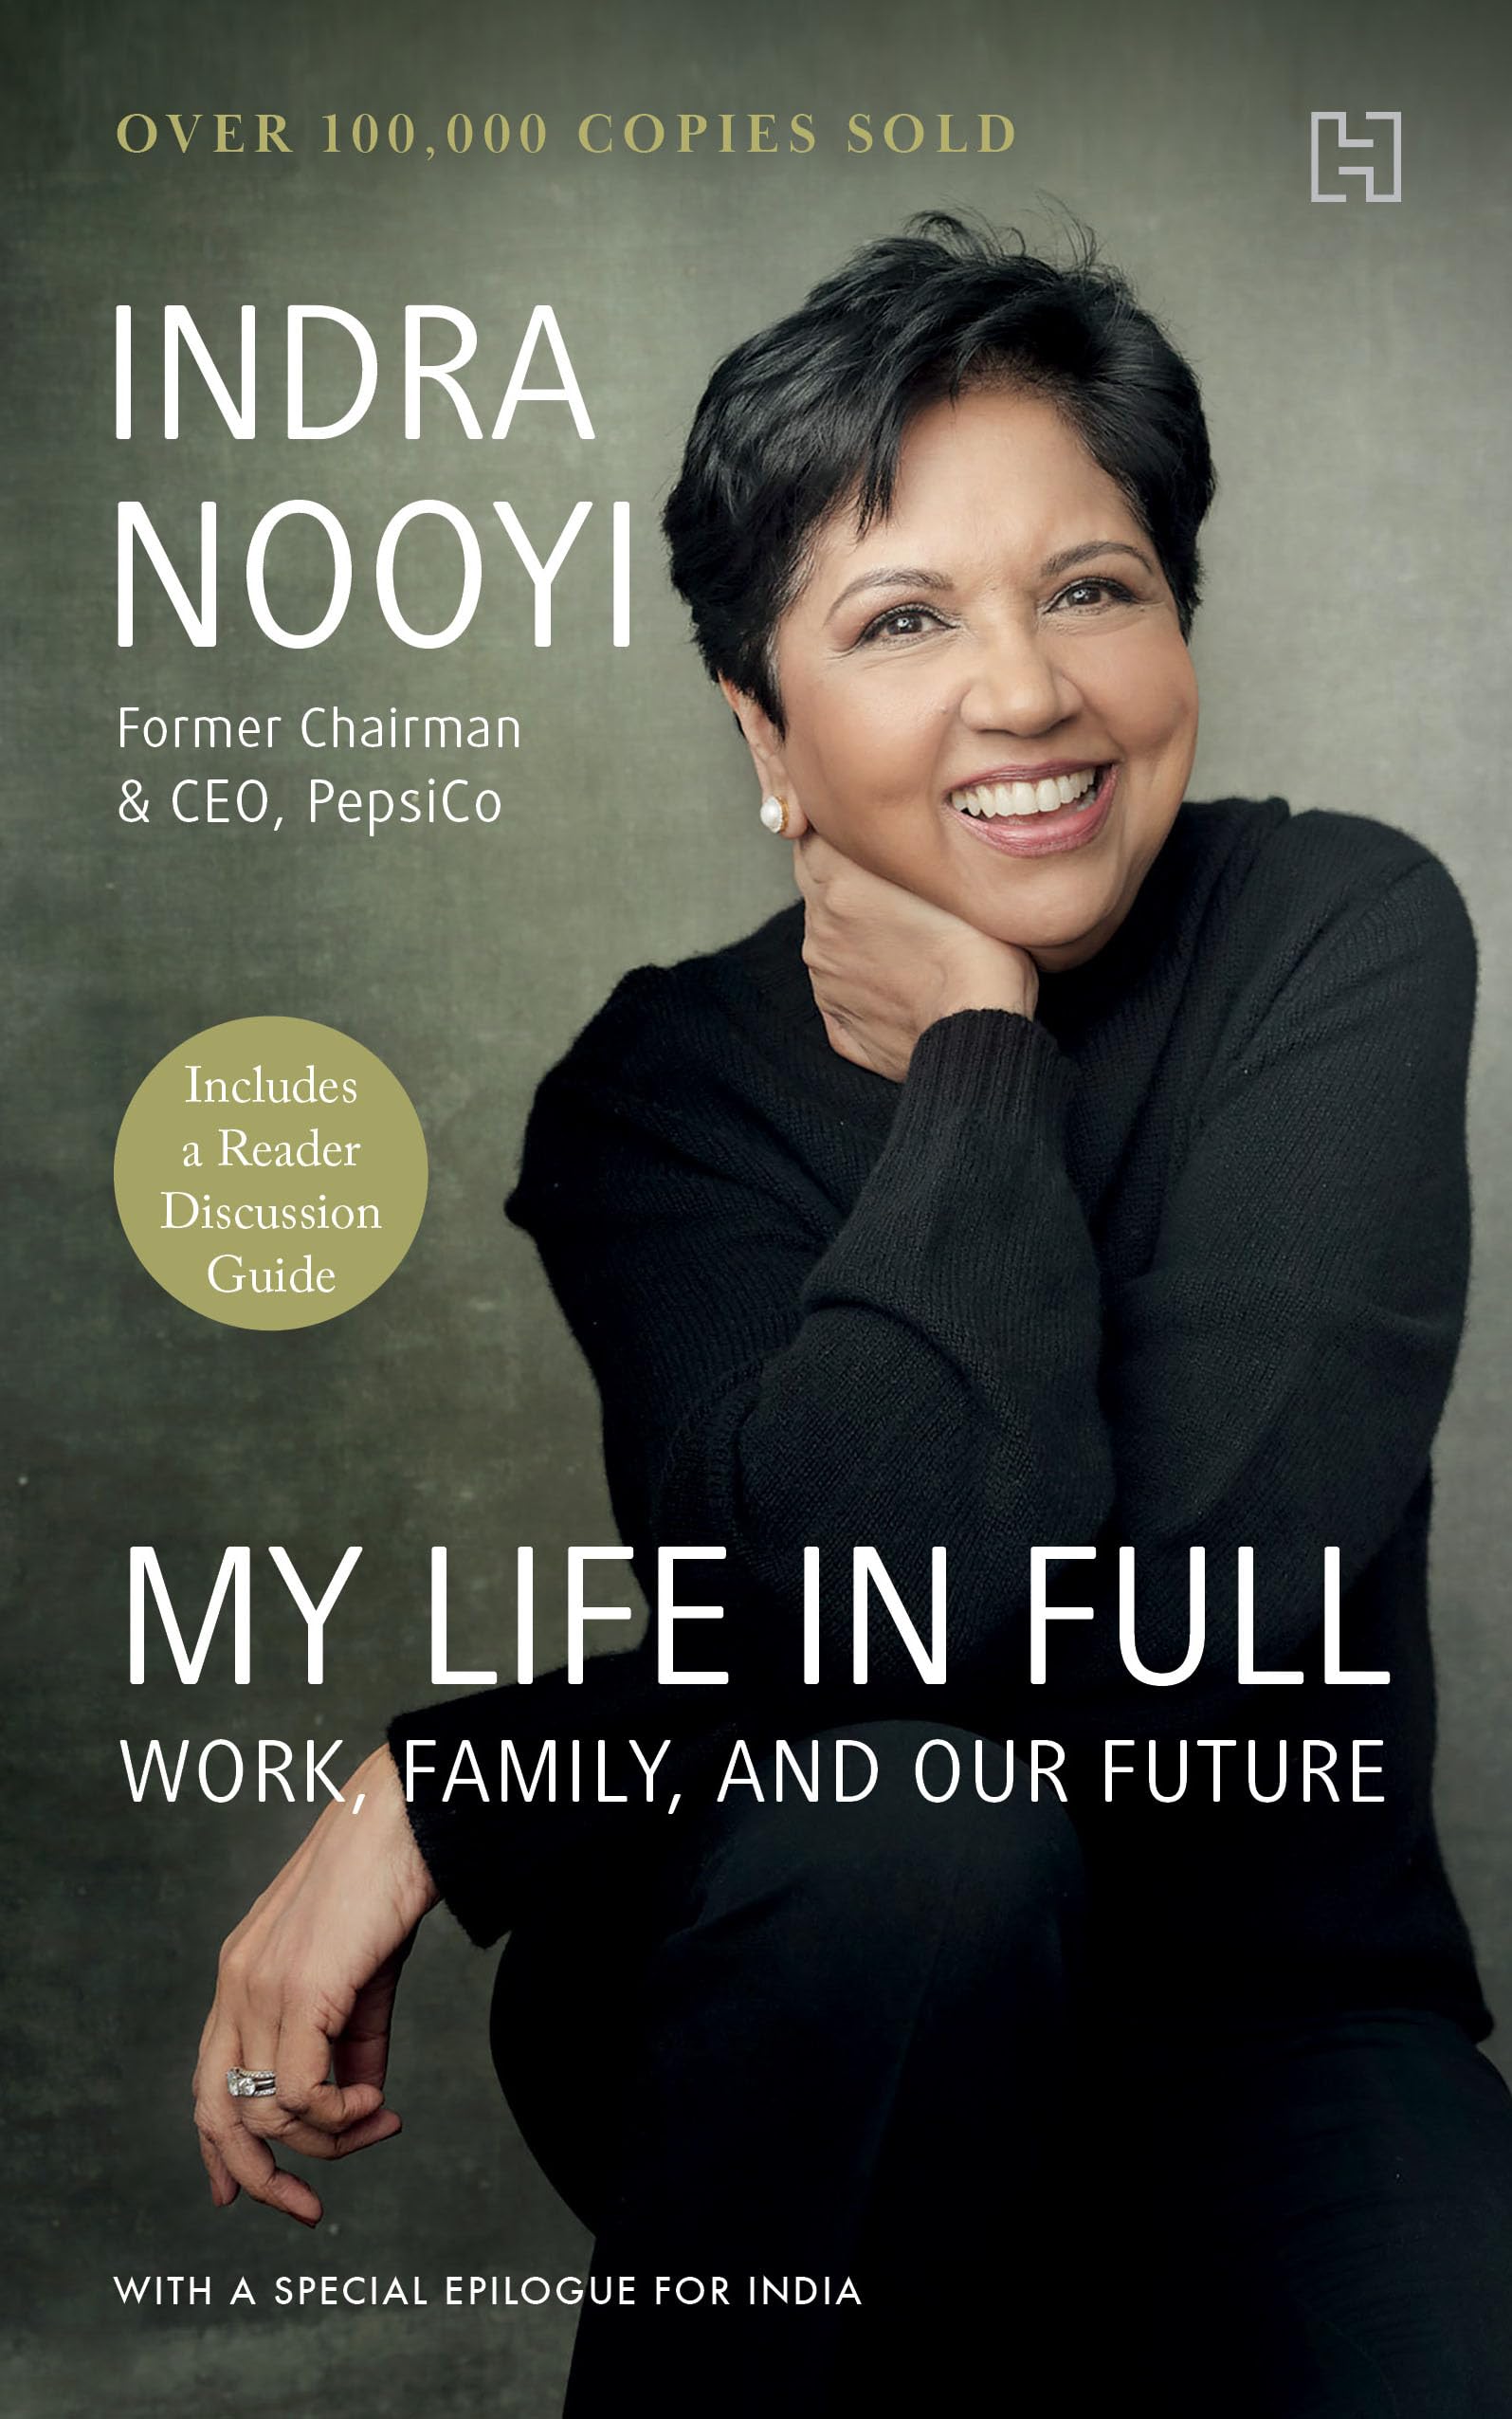 OVER 100,000 COPIES SOLD
INDRA
NOOYI
Former Chairman
& CEO, PepsiCo
Includes
a Reader
Discussion
Guide
MY LIFE IN FULL
WORK, FAMILY, AND OUR FUTURE
WITH A SPECIAL EPILOGUE FOR INDIA